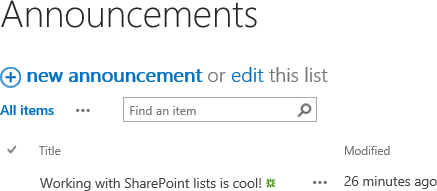 Announcements
new announcement or edit this list
All items ••• Find an item
Title Modified
Working with SharePoint lists is cool! ••• 26 minutes ago